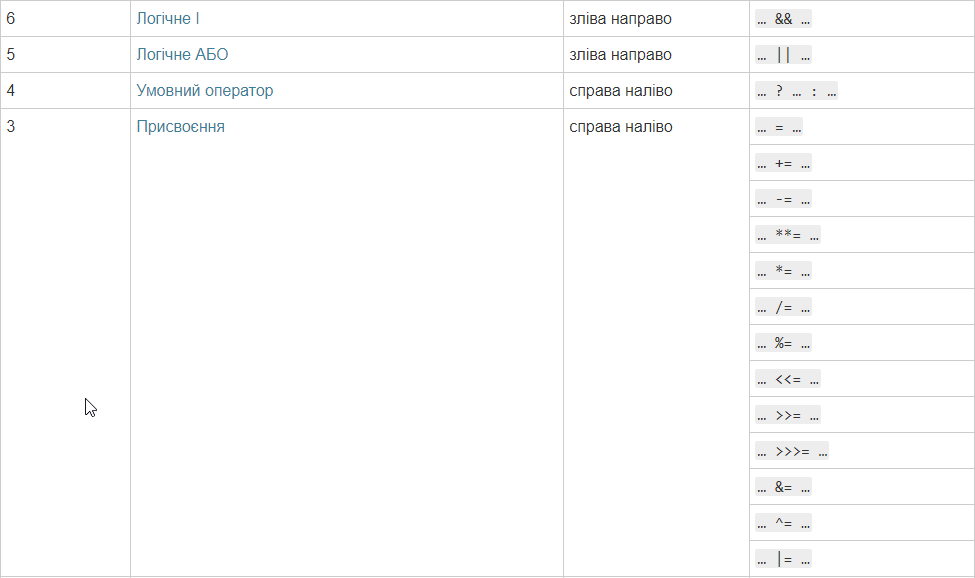 6 Логічне І зліва направо … && …
5 Логічне АБО зліва направо … || …
4 Умовний оператор справа наліво … ? … : …
3 Присвоєння справа наліво … = …
… += …
… -= …
… **= …
… *= …
… /= …
… %= …
… <<= …
… >>= …
… >>>= …
… &= …
… ^= …
… |= …